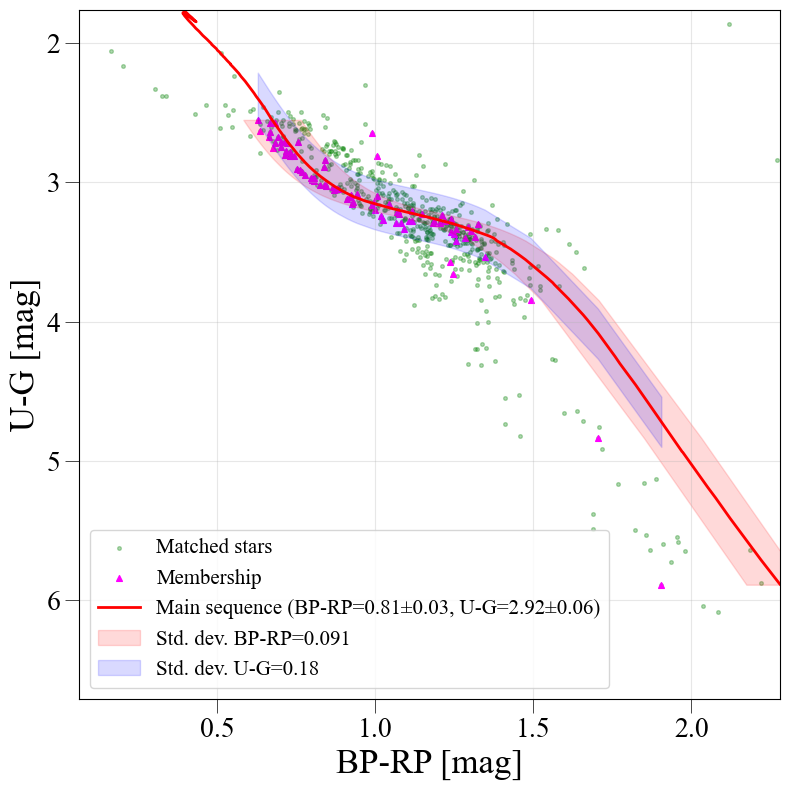 2
3
4
5
6
U-G [mag]
Matched stars
Membership
Main sequence (BP-RP=0.81±0.03, U-G=2.92±0.06)
Std. dev. BP-RP=0.091
Std. dev. U-G=0.18
0.5 1.0 1.5 2.0
BP-RP [mag]